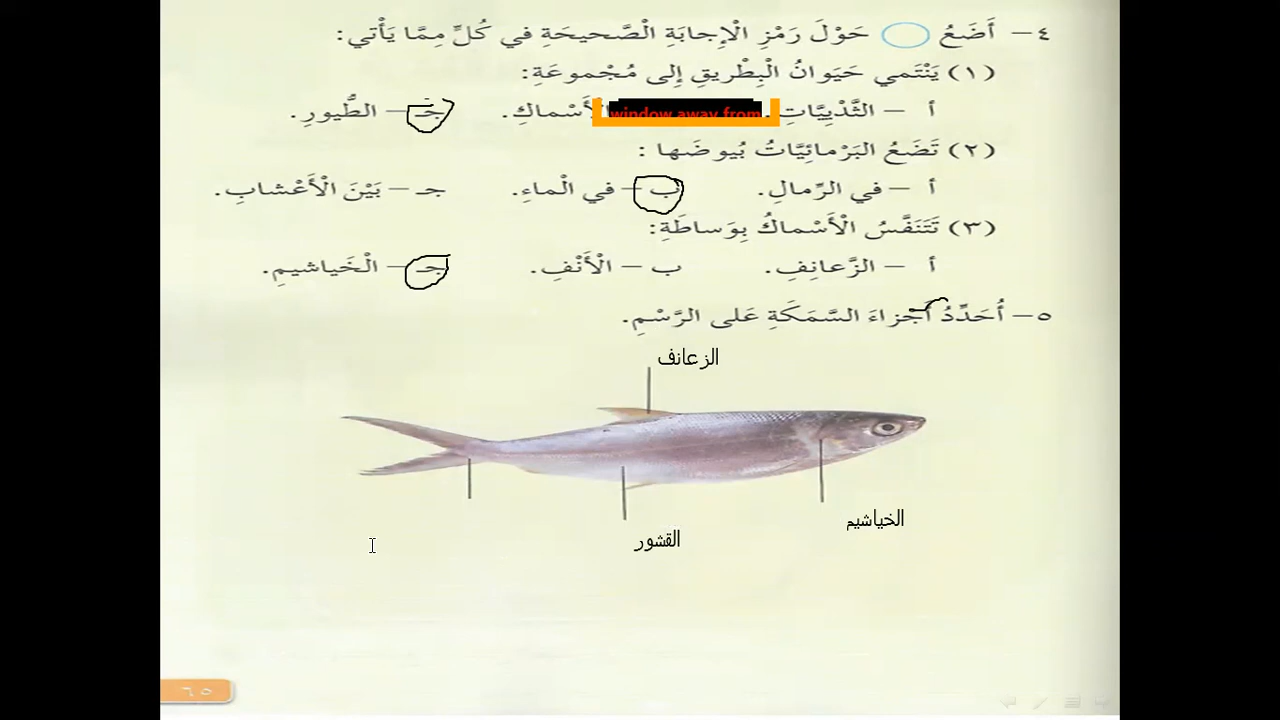 ٤ – أَضَعُ حَوْلَ رَمْزِ الْإِجابَةِ الْصَّحيحَةِ في كُلِّ مِمَّا يَأْتي:
(١) يَنْتَمي حَيَوانُ الْبِطْريقِ إِلى مُجْموعَةِ:
أ – الثَّدْيِيَّاتِ. window away from الأَسْماكِ. جـ – الطُّيورِ.
(٢) تَضَعُ البَرْمائِيَّاتُ بُيوضَها :
أ – في الرِّمالِ. ب – في الْماءِ. جـ – بَيْنَ الْأَعْشابِ.
(٣) تَتَنَفَّسُ الْأَسْماكُ بِوَساطَةِ:
أ – الزَّعانِفِ. ب – الْأَنْفِ. جـ – الْخَياشيمِ.
٥ – أُحَدِّدُ أَجْزاءَ السَّمَكَةِ عَلى الرَّسْمِ.
الزعانف
الخياشيم
القشور
٦٥